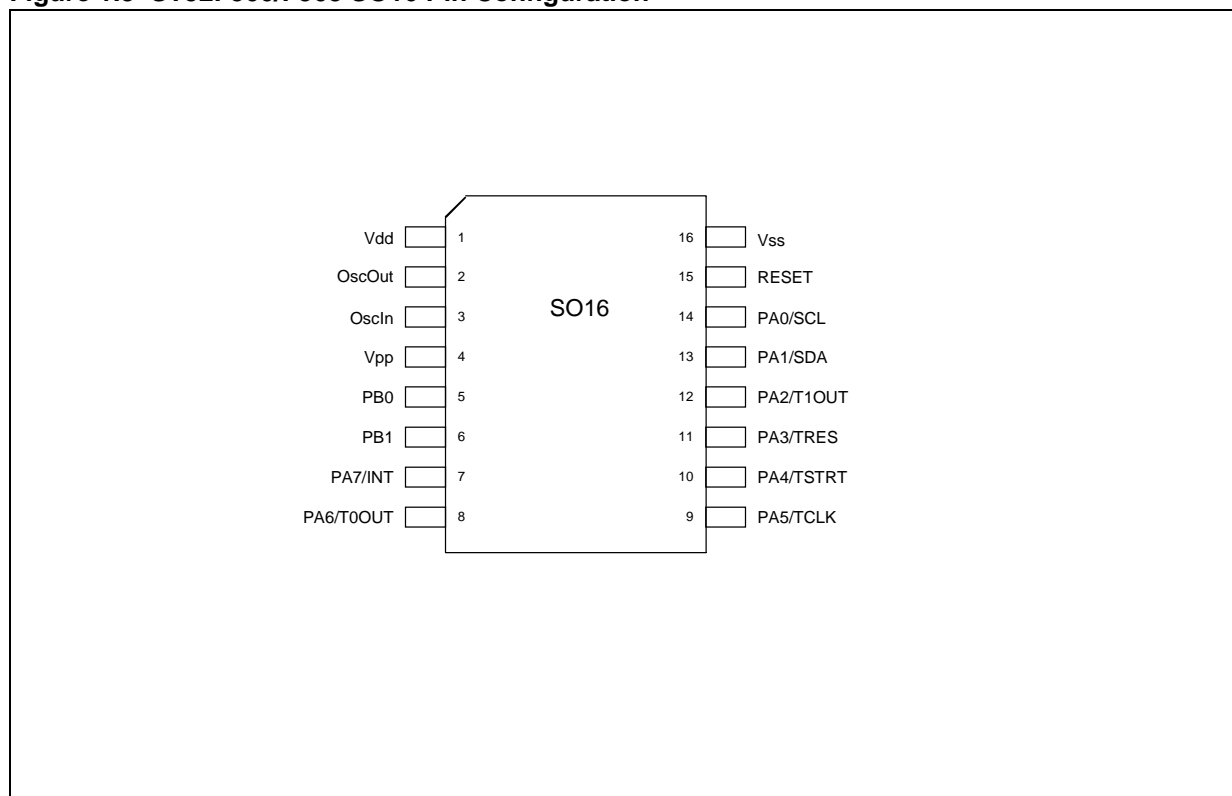 SO16
Vdd 1 16 Vss
OscOut 2 15 RESET
OscIn 3 14 PA0/SCL
Vpp 4 13 PA1/SDA
PB0 5 12 PA2/T1OUT
PB1 6 11 PA3/TRES
PA7/INT 7 10 PA4/TSTRT
PA6/T0OUT 8 9 PA5/TCLK